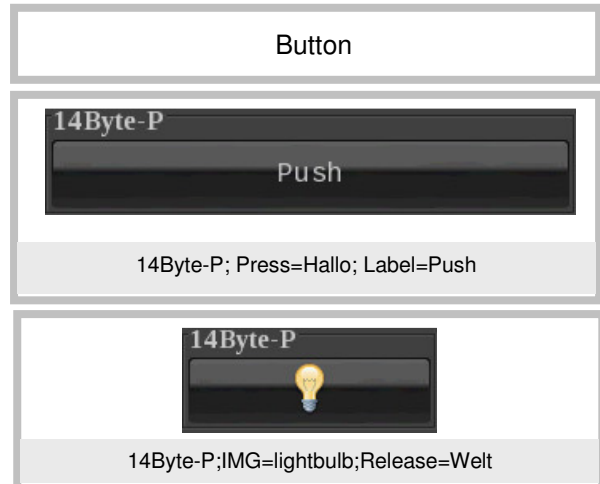 Button
14Byte-P
Push
14Byte-P; Press=Hallo; Label=Push
14Byte-P
14Byte-P;IMG=lightbulb;Release=Welt